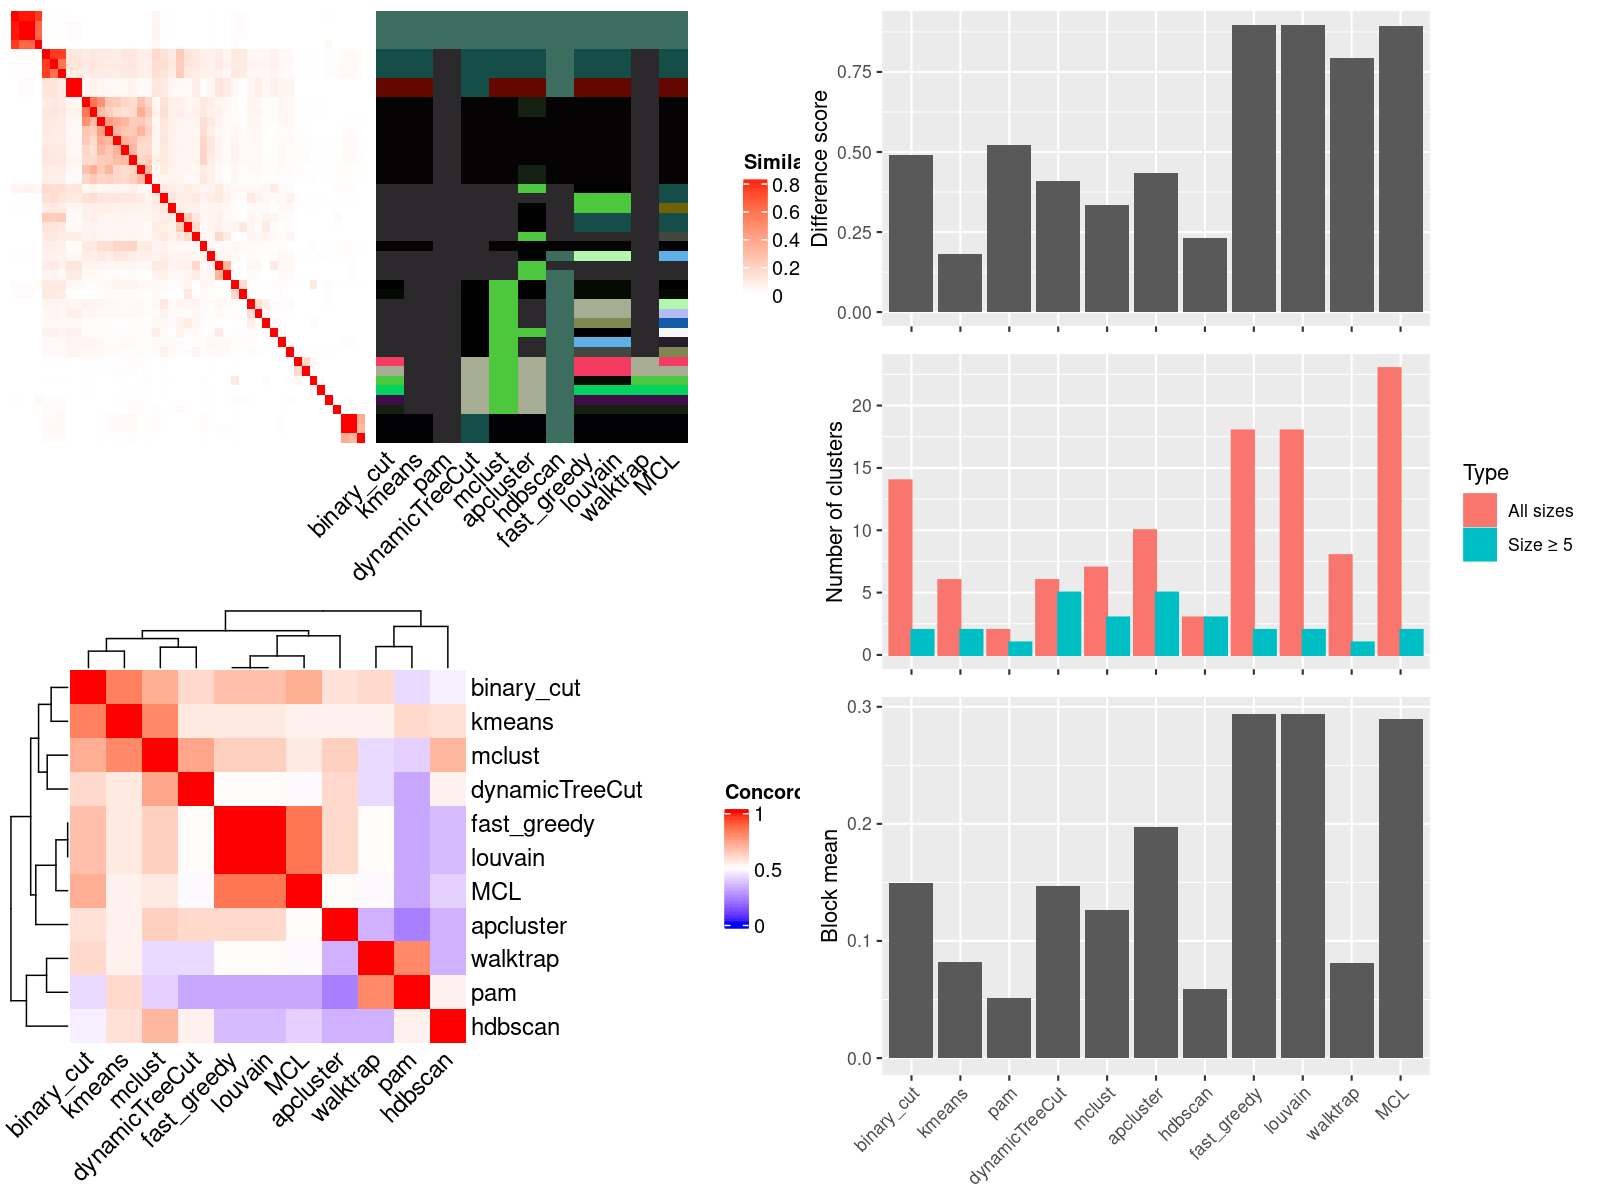 Simila
0.8
0.6
0.4
0.2
0
binary_cut
kmeans
pam
dynamicTreeCut
mclust
apcluster
hdbscan
fast_greedy
louvain
walktrap
MCL
binary_cut
kmeans
mclust
dynamicTreeCut
fast_greedy
louvain
MCL
apcluster
walktrap
pam
hdbscan
binary_cut
kmeans
mclust
dynamicTreeCut
fast_greedy
louvain
MCL
apcluster
walktrap
pam
hdbscan
Concord
1
0.5
0
Difference score
0.75
0.50
0.25
0.00
Number of clusters
20
15
10
5
0
Type
All sizes
Size ≥ 5
Block mean
0.3
0.2
0.1
0.0
binary_cut
kmeans
pam
dynamicTreeCut
mclust
apcluster
hdbscan
fast_greedy
louvain
walktrap
MCL